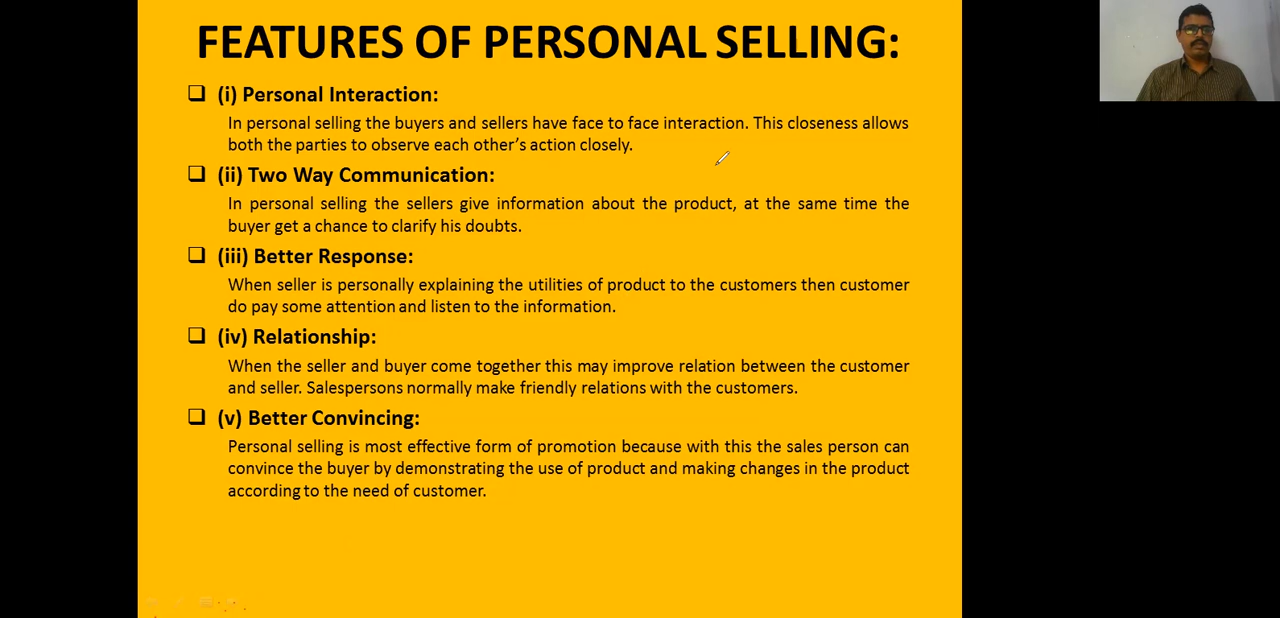 FEATURES OF PERSONAL SELLING:
(i) Personal Interaction:
In personal selling the buyers and sellers have face to face interaction. This closeness allows
both the parties to observe each other's action closely.
(ii) Two Way Communication:
In personal selling the sellers give information about the product, at the same time the
buyer get a chance to clarify his doubts.
(iii) Better Response:
When seller is personally explaining the utilities of product to the customers then customer
do pay some attention and listen to the information.
(iv) Relationship:
When the seller and buyer come together this may improve relation between the customer
and seller. Salespersons normally make friendly relations with the customers.
(v) Better Convincing:
Personal selling is most effective form of promotion because with this the sales person can
convince the buyer by demonstrating the use of product and making changes in the product
according to the need of customer.